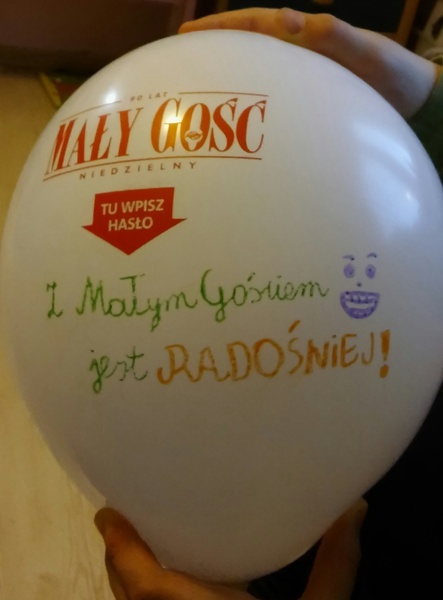 90 LAT
MAŁY GOŚĆ
NIEDZIELNY
TU WPISZ
HASŁO
Z Małym Gościem
jest RADOŚNIEJ!